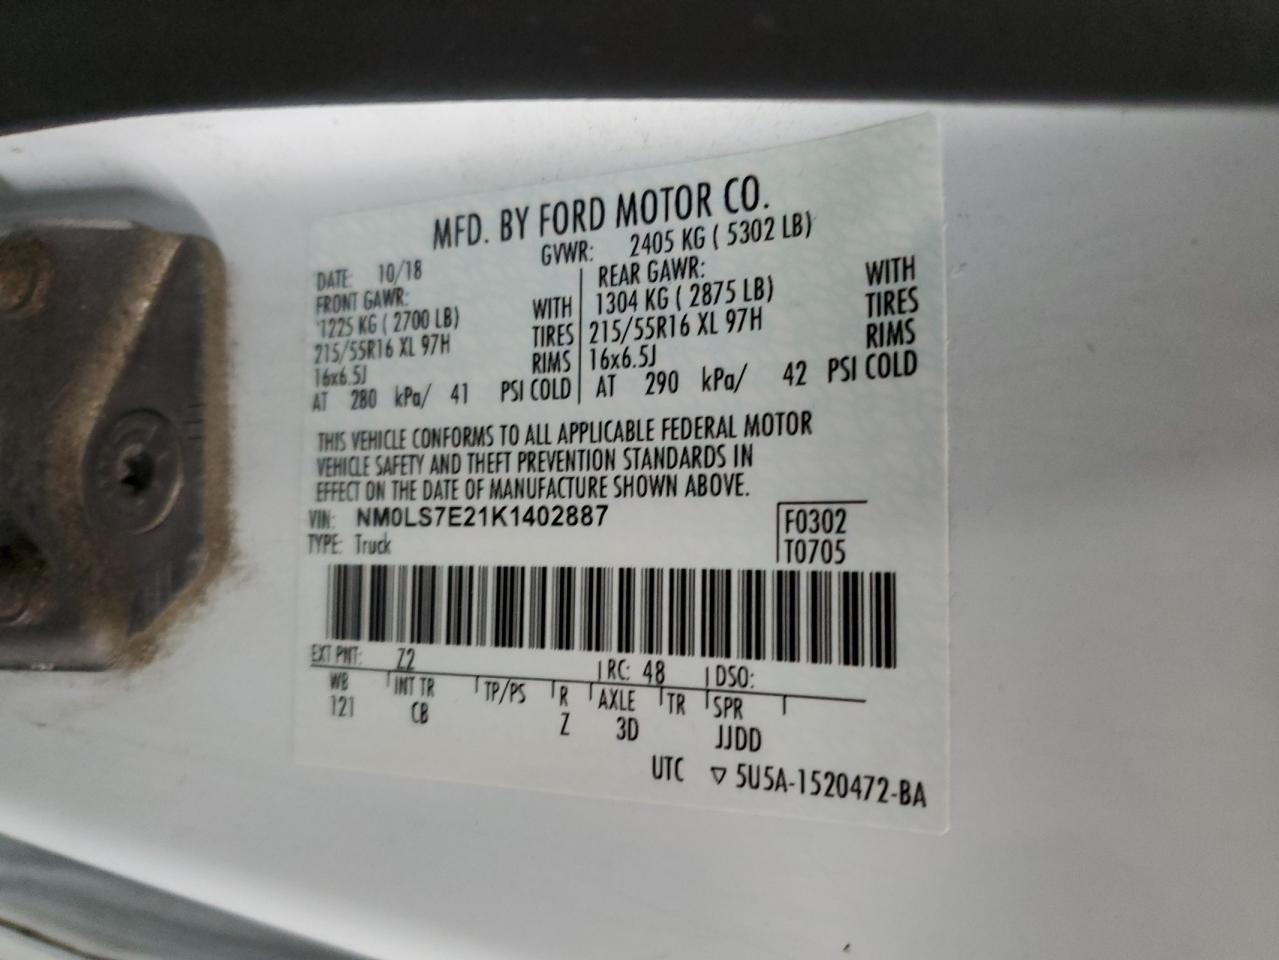 MFD. BY FORD MOTOR CO.
DATE: 10/18 GVWR: 2405 KG ( 5302 LB)
FRONT GAWR: REAR GAWR:
1225 KG ( 2700 LB) WITH 1304 KG ( 2875 LB) WITH
215/55R16 XL 97H TIRES 215/55R16 XL 97H TIRES
16x6.5J RIMS 16x6.5J RIMS
AT 280 kPa/ 41 PSI COLD AT 290 kPa/ 42 PSI COLD
THIS VEHICLE CONFORMS TO ALL APPLICABLE FEDERAL MOTOR
VEHICLE SAFETY AND THEFT PREVENTION STANDARDS IN
EFFECT ON THE DATE OF MANUFACTURE SHOWN ABOVE.
VIN: NM0LS7E21K1402887 F0302
TYPE: Truck T0705
EXT PNT: Z2 RC: 48 DSO:
WB INT TR TP/PS R AXLE TR SPR
121 CB Z 3D JJDD
UTC ▽ 5U5A-1520472-BA